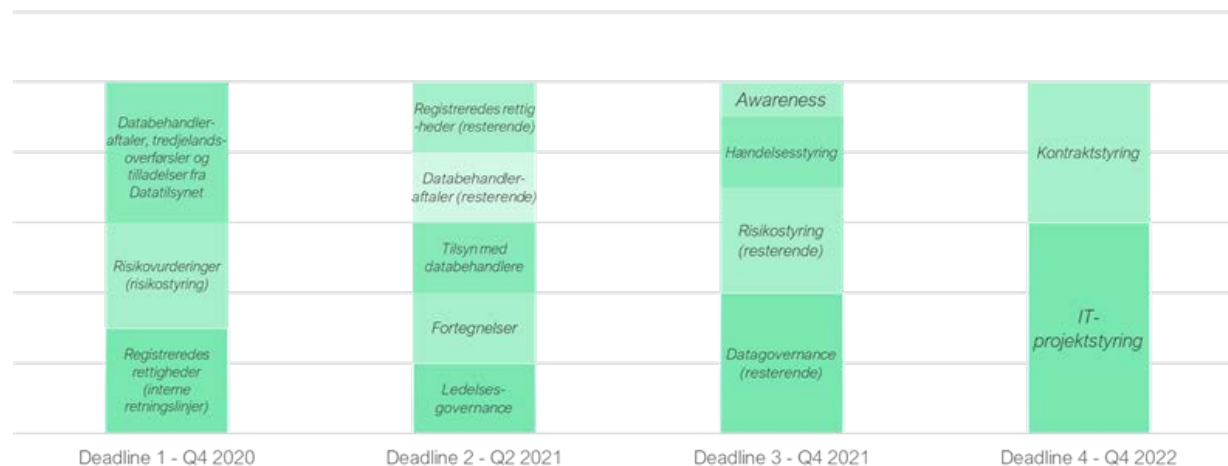 Databehandler-
aftaler, tredjelands-
overførsler og
tilladelser fra
Datatilsynet
Risikovurderinger
(risikostyring)
Registreredes
rettigheder
(interne
retningslinjer)
Deadline 1 - Q4 2020
Registreredes rettig
-heder (resterende)
Databehandler-
aftaler (resterende)
Tilsyn med
databehandlere
Fortegnelser
Ledelses-
governance
Deadline 2 - Q2 2021
Awareness
Hændelsesstyring
Risikostyring
(resterende)
Datagovernance
(resterende)
Deadline 3 - Q4 2021
Kontraktstyring
IT-
projektstyring
Deadline 4 - Q4 2022